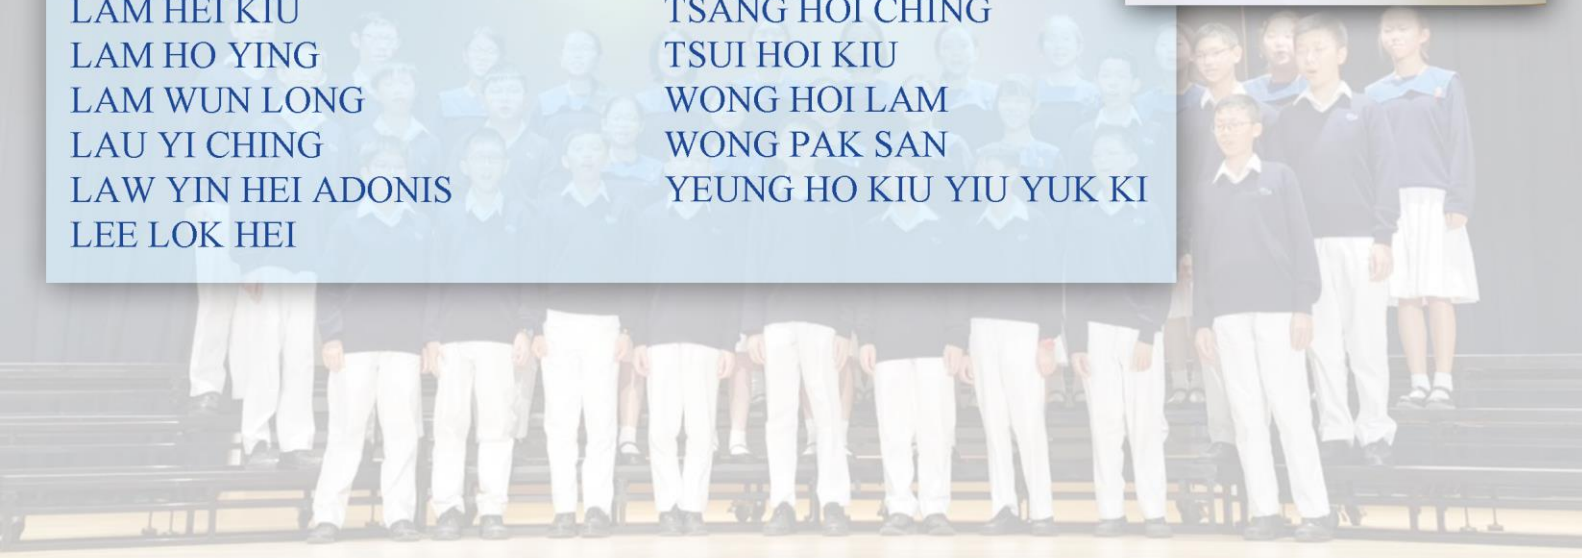 LAM HEI KIU
LAM HO YING
LAM WUN LONG
LAU YI CHING
LAW YIN HEI ADONIS
LEE LOK HEI
TSANG HOI CHING
TSUI HOI KIU
WONG HOI LAM
WONG PAK SAN
YEUNG HO KIU YIU YUK KI